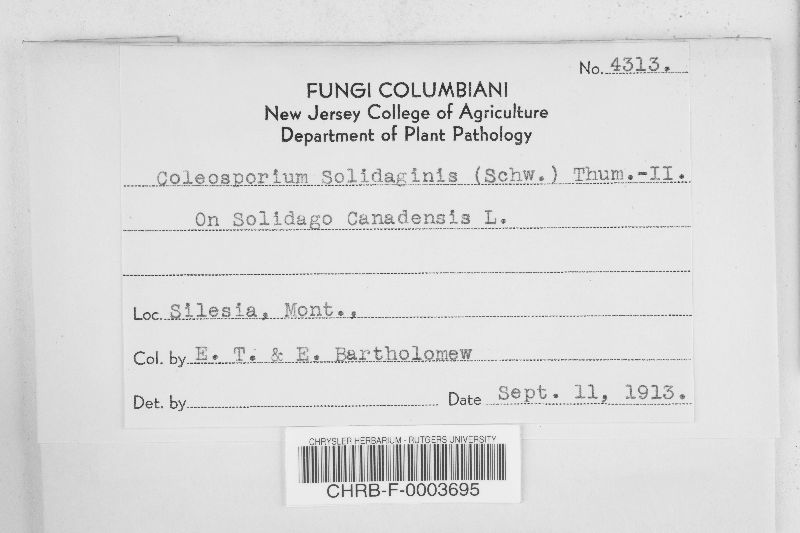 No. 4313.
FUNGI COLUMBIANI
New Jersey College of Agriculture
Department of Plant Pathology
Coleosporium Solidaginis (Schw.) Thum.-II.
On Solidago Canadensis L.
Loc. Silesia, Mont.,
Col. by E. T. & E. Bartholomew
Det. by
Date Sept. 11, 1913.
CHRYSLER HERBARIUM - RUTGERS UNIVERSITY
CHRB-F-0003695